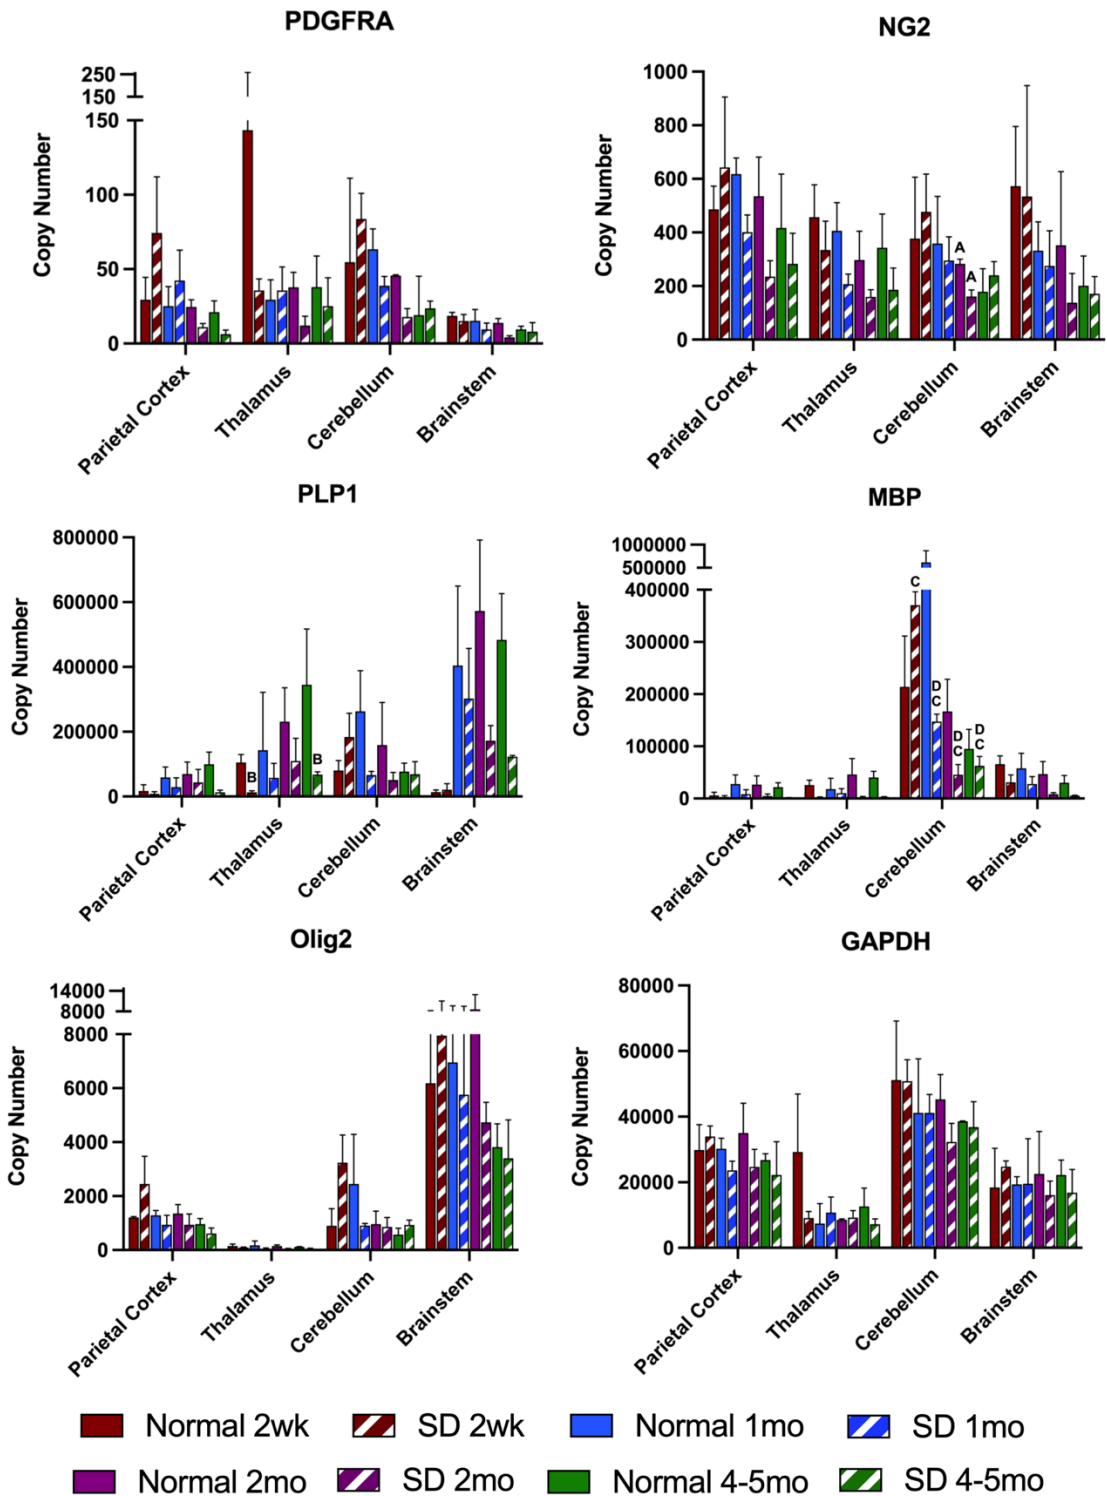 PDGFRA
250
150
150
100
50
0
Copy Number
Parietal Cortex
Thalamus
Cerebellum
Brainstem
NG2
1000
800
600
400
200
0
Copy Number
A
A
Parietal Cortex
Thalamus
Cerebellum
Brainstem
PLP1
800000
600000
400000
200000
0
Copy Number
B
B
Parietal Cortex
Thalamus
Cerebellum
Brainstem
MBP
1000000
500000
400000
300000
200000
100000
0
Copy Number
C
D
C
D
C
D
C
Parietal Cortex
Thalamus
Cerebellum
Brainstem
Olig2
14000
8000
8000
6000
4000
2000
0
Copy Number
Parietal Cortex
Thalamus
Cerebellum
Brainstem
GAPDH
80000
60000
40000
20000
0
Copy Number
Parietal Cortex
Thalamus
Cerebellum
Brainstem
Normal 2wk SD 2wk Normal 1mo SD 1mo
Normal 2mo SD 2mo Normal 4-5mo SD 4-5mo